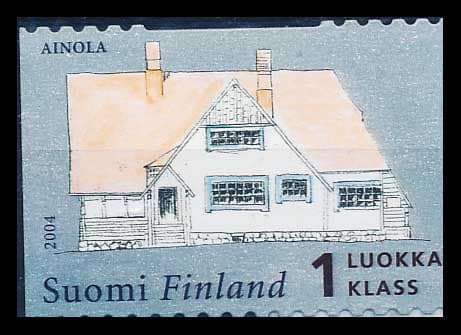 AINOLA
2004
Suomi Finland
1 LUOKKA
KLASS